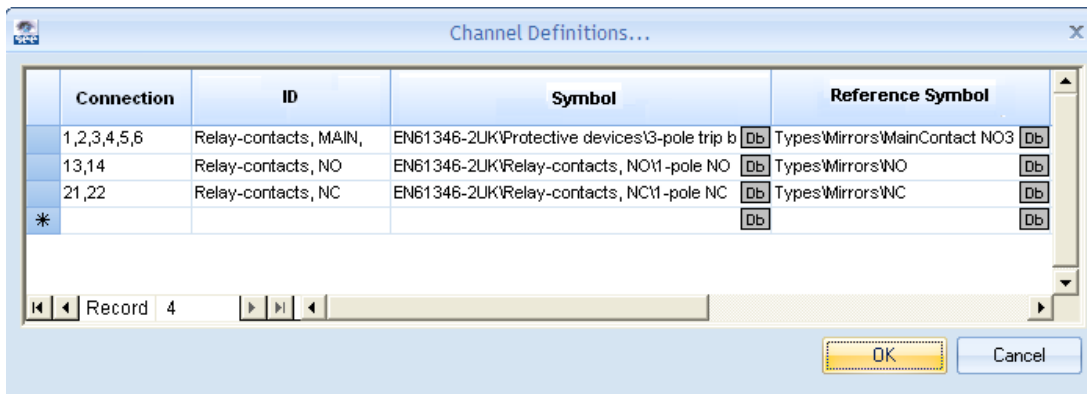 see
Channel Definitions...
x
Connection ID Symbol Reference Symbol
1,2,3,4,5,6 Relay-contacts, MAIN, EN61346-2UK\Protective devices\3-pole trip b Db Types\Mirrors\MainContact NO3 Db
13,14 Relay-contacts, NO EN61346-2UK\Relay-contacts, NO\1-pole NO Db Types\Mirrors\NO Db
21,22 Relay-contacts, NC EN61346-2UK\Relay-contacts, NC\1-pole NC Db Types\Mirrors\NC Db
* Db Db
Record 4
OK Cancel